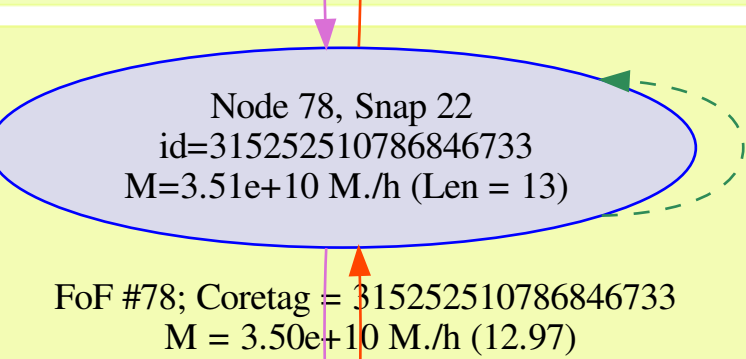 Node 78, Snap 22
id=315252510786846733
M=3.51e+10 M./h (Len = 13)
FoF #78; Coretag = 315252510786846733
M = 3.50e+10 M./h (12.97)